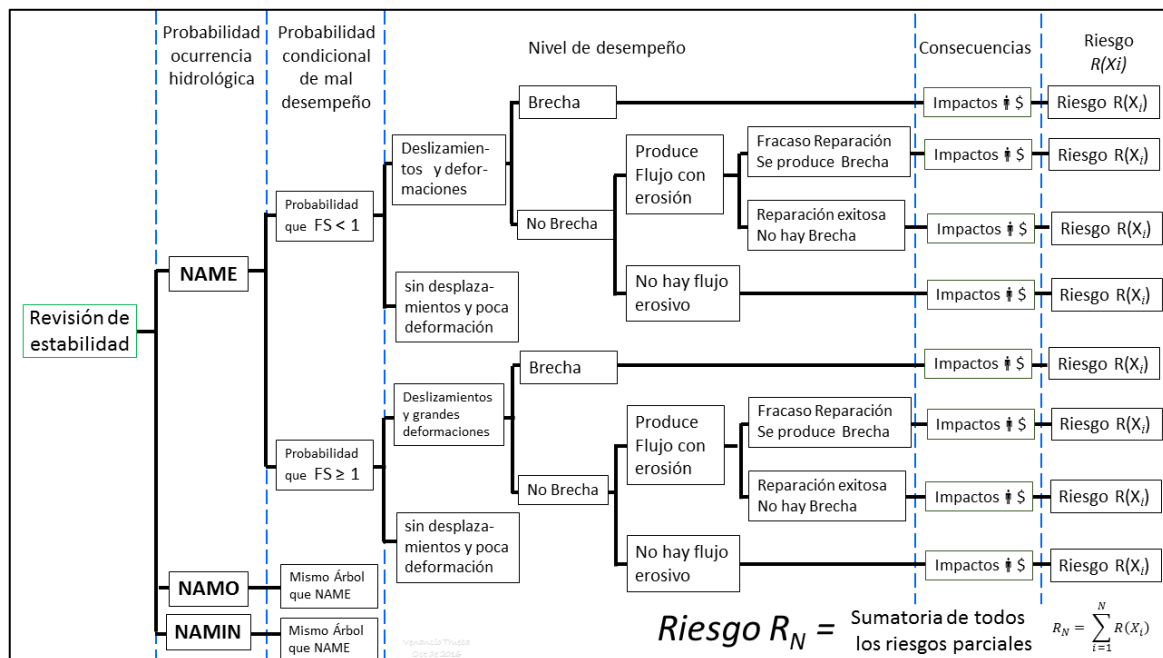 Probabilidad
ocurrencia
hidrológica
Probabilidad
condicional
de mal
desempeño
Nivel de desempeño
Consecuencias
Riesgo
R(Xi)
Revisión de
estabilidad
NAME
Probabilidad
que FS < 1
Deslizamien-
tos y defor-
maciones
Brecha
Impactos $
Riesgo R(Xi)
No Brecha
Produce
Flujo con
erosión
Fracaso Reparación
Se produce Brecha
Impactos $
Riesgo R(Xi)
Reparación exitosa
No hay Brecha
Impactos $
Riesgo R(Xi)
No hay flujo
erosivo
Impactos $
Riesgo R(Xi)
sin desplaza-
mientos y poca
deformación
Probabilidad
que FS ≥ 1
Deslizamientos
y grandes
deformaciones
Brecha
Impactos $
Riesgo R(Xi)
No Brecha
Produce
Flujo con
erosión
Fracaso Reparación
Se produce Brecha
Impactos $
Riesgo R(Xi)
Reparación exitosa
No hay Brecha
Impactos $
Riesgo R(Xi)
No hay flujo
erosivo
Impactos $
Riesgo R(Xi)
sin desplaza-
mientos y poca
deformación
NAMO
Mismo Árbol
que NAME
NAMIN
Mismo Árbol
que NAME
Riesgo RN =
Sumatoria de todos
los riesgos parciales
RN = ∑ i=1 N R(Xi)